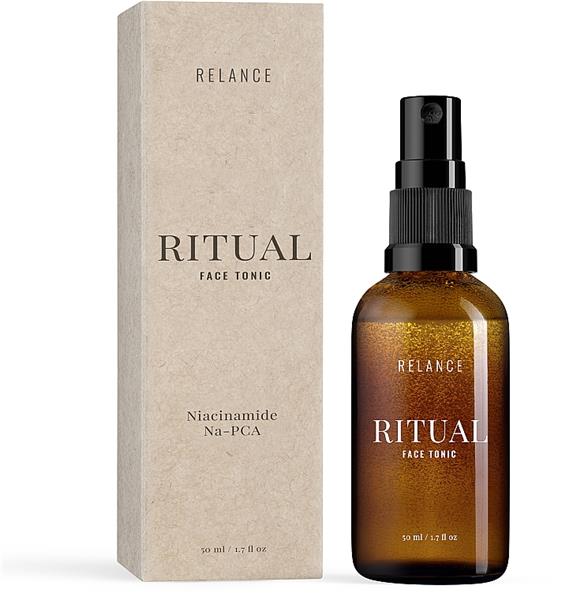 RELANCE
RITUAL
FACE TONIC
Niacinamide
Na-PCA
50 ml / 1.7 fl oz
RELANCE
RITUAL
FACE TONIC
50 ml / 1.7 fl oz